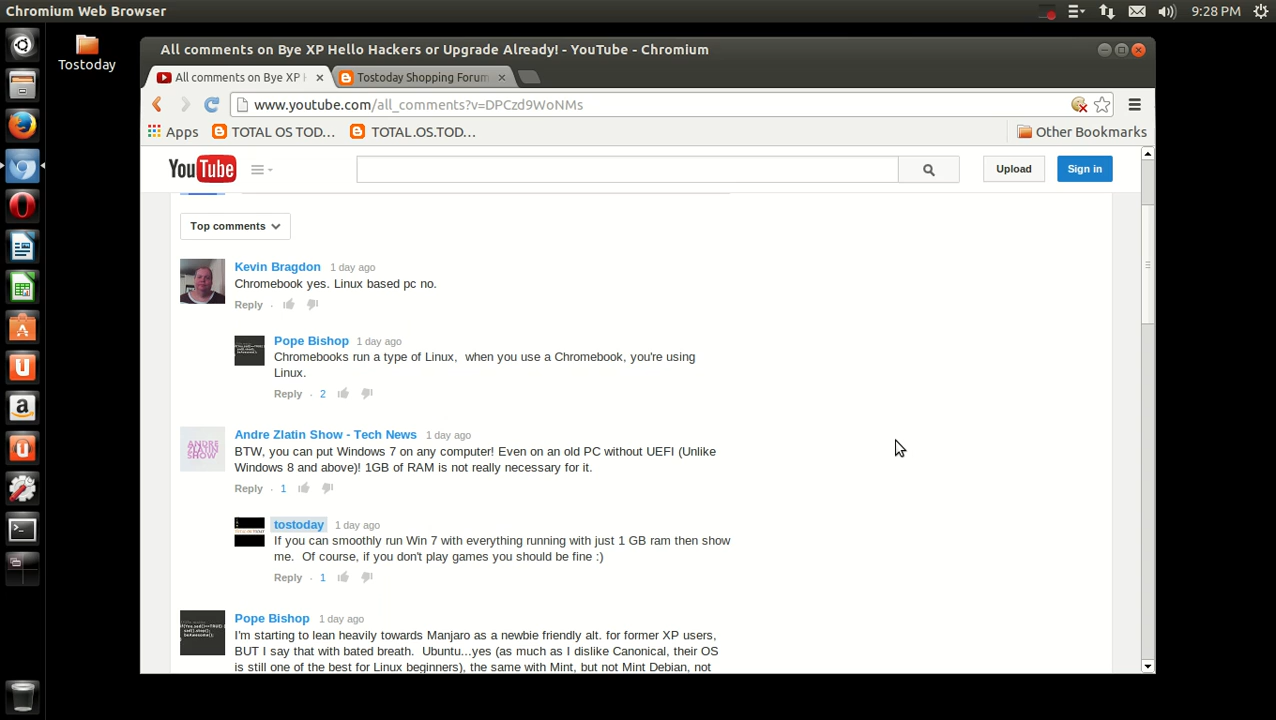 Chromium Web Browser
9:28 PM
Tostoday
All comments on Bye XP Hello Hackers or Upgrade Already! - YouTube - Chromium
All comments on Bye XP H
Tostoday Shopping Forum
www.youtube.com/all_comments?v=DPCzd9WoNMs
Apps
TOTAL OS TOD...
TOTAL.OS.TOD...
Other Bookmarks
YouTube
Upload
Sign in
Top comments
Kevin Bragdon 1 day ago
Chromebook yes. Linux based pc no.
Reply
Pope Bishop 1 day ago
Chromebooks run a type of Linux,  when you use a Chromebook, you're using
Linux.
Reply · 2
Andre Zlatin Show - Tech News 1 day ago
ANDRE
ZLATIN
SHOW
BTW, you can put Windows 7 on any computer! Even on an old PC without UEFI (Unlike
Windows 8 and above)! 1GB of RAM is not really necessary for it.
Reply · 1
tostoday 1 day ago
If you can smoothly run Win 7 with everything running with just 1 GB ram then show
me.  Of course, if you don't play games you should be fine :)
Reply · 1
Pope Bishop 1 day ago
I'm starting to lean heavily towards Manjaro as a newbie friendly alt. for former XP users,
BUT I say that with bated breath.  Ubuntu...yes (as much as I dislike Canonical, their OS
is still one of the best for Linux beginners), the same with Mint, but not Mint Debian, not